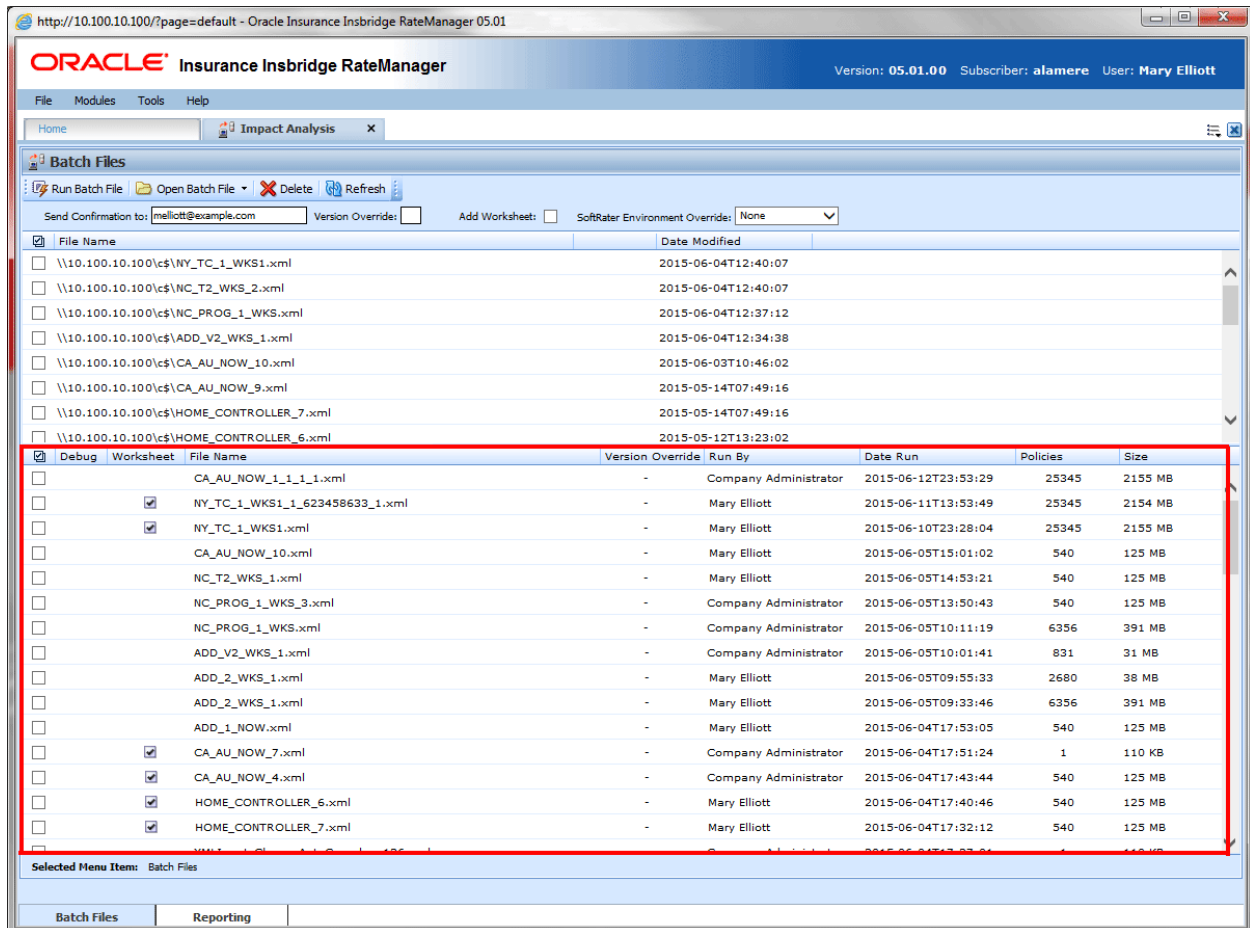 http://10.100.10.100/?page=default - Oracle Insurance Insbridge RateManager 05.01
ORACLE Insurance Insbridge RateManager
Version: 05.01.00 Subscriber: alamere User: Mary Elliott
File Modules Tools Help
Home Impact Analysis x
Batch Files
Run Batch File Open Batch File Delete Refresh
Send Confirmation to: melliott@example.com Version Override: Add Worksheet: SoftRater Environment Override: None
File Name Date Modified
\\10.100.10.100\c$\NY_TC_1_WKS1.xml 2015-06-04T12:40:07
\\10.100.10.100\c$\NC_T2_WKS_2.xml 2015-06-04T12:40:07
\\10.100.10.100\c$\NC_PROG_1_WKS.xml 2015-06-04T12:37:12
\\10.100.10.100\c$\ADD_V2_WKS_1.xml 2015-06-04T12:34:38
\\10.100.10.100\c$\CA_AU_NOW_10.xml 2015-06-03T10:46:02
\\10.100.10.100\c$\CA_AU_NOW_9.xml 2015-05-14T07:49:16
\\10.100.10.100\c$\HOME_CONTROLLER_7.xml 2015-05-14T07:49:16
\\10.100.10.100\c$\HOME_CONTROLLER_6.xml 2015-05-12T13:23:02
Debug Worksheet File Name Version Override Run By Date Run Policies Size
CA_AU_NOW_1_1_1_1.xml - Company Administrator 2015-06-12T23:53:29 25345 2155 MB
NY_TC_1_WKS1_1_623458633_1.xml - Mary Elliott 2015-06-11T13:53:49 25345 2154 MB
NY_TC_1_WKS1.xml - Mary Elliott 2015-06-10T23:28:04 25345 2155 MB
CA_AU_NOW_10.xml - Mary Elliott 2015-06-05T15:01:02 540 125 MB
NC_T2_WKS_1.xml - Mary Elliott 2015-06-05T14:53:21 540 125 MB
NC_PROG_1_WKS_3.xml - Company Administrator 2015-06-05T13:50:43 540 125 MB
NC_PROG_1_WKS.xml - Company Administrator 2015-06-05T10:11:19 6356 391 MB
ADD_V2_WKS_1.xml - Company Administrator 2015-06-05T10:01:41 831 31 MB
ADD_2_WKS_1.xml - Mary Elliott 2015-06-05T09:55:33 2680 38 MB
ADD_2_WKS_1.xml - Mary Elliott 2015-06-05T09:33:46 6356 391 MB
ADD_1_NOW.xml - Mary Elliott 2015-06-04T17:53:05 540 125 MB
CA_AU_NOW_7.xml - Company Administrator 2015-06-04T17:51:24 1 110 KB
CA_AU_NOW_4.xml - Company Administrator 2015-06-04T17:43:44 540 125 MB
HOME_CONTROLLER_6.xml - Mary Elliott 2015-06-04T17:40:46 540 125 MB
HOME_CONTROLLER_7.xml - Mary Elliott 2015-06-04T17:32:12 540 125 MB
Selected Menu Item: Batch Files
Batch Files Reporting